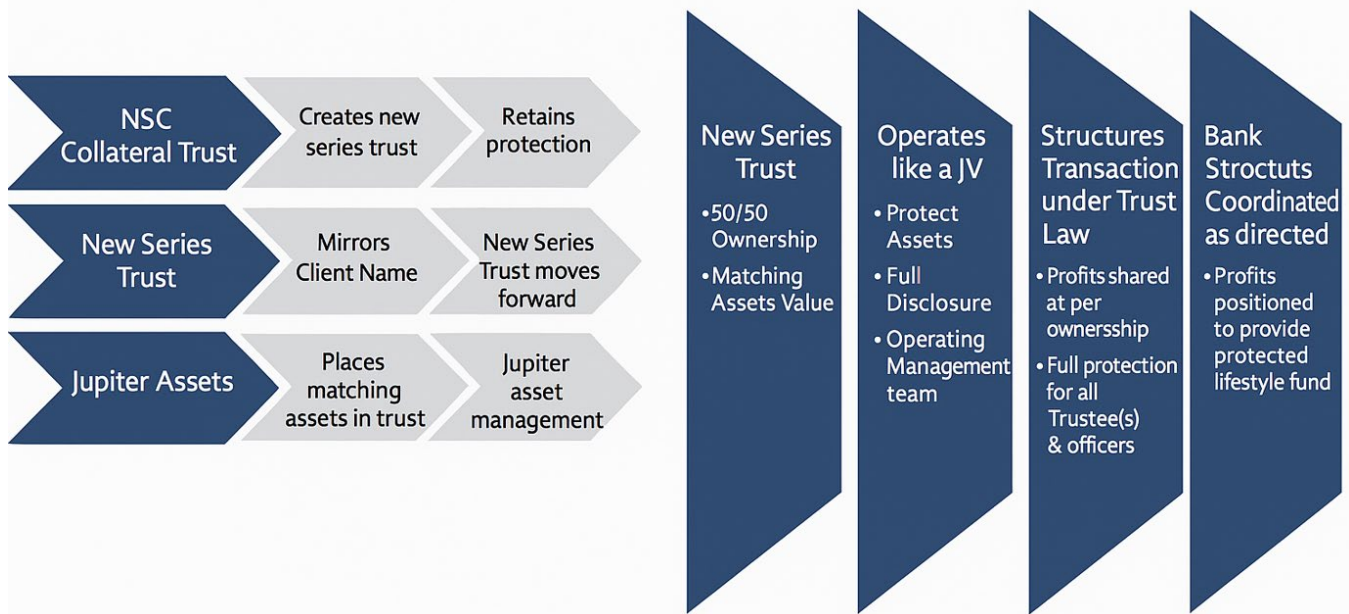 NSC
Collateral Trust
Creates new
series trust
Retains
protection
New Series
Trust
Mirrors
Client Name
New Series
Trust moves
forward
Jupiter Assets
Places
matching
assets in trust
Jupiter
asset
management
New Series
Trust
•50/50
Ownership
•Matching
Assets Value
Operates
like a JV
• Protect
Assets
• Full
Disclosure
• Operating
Management
team
Structures
Transaction
under Trust
Law
• Profits shared
at per
ownersship
• Full protection
for all
Trustee(s)
& officers
Bank
Stroctuts
Coordinated
as directed
• Profits
positioned
to provide
protected
lifestyle fund